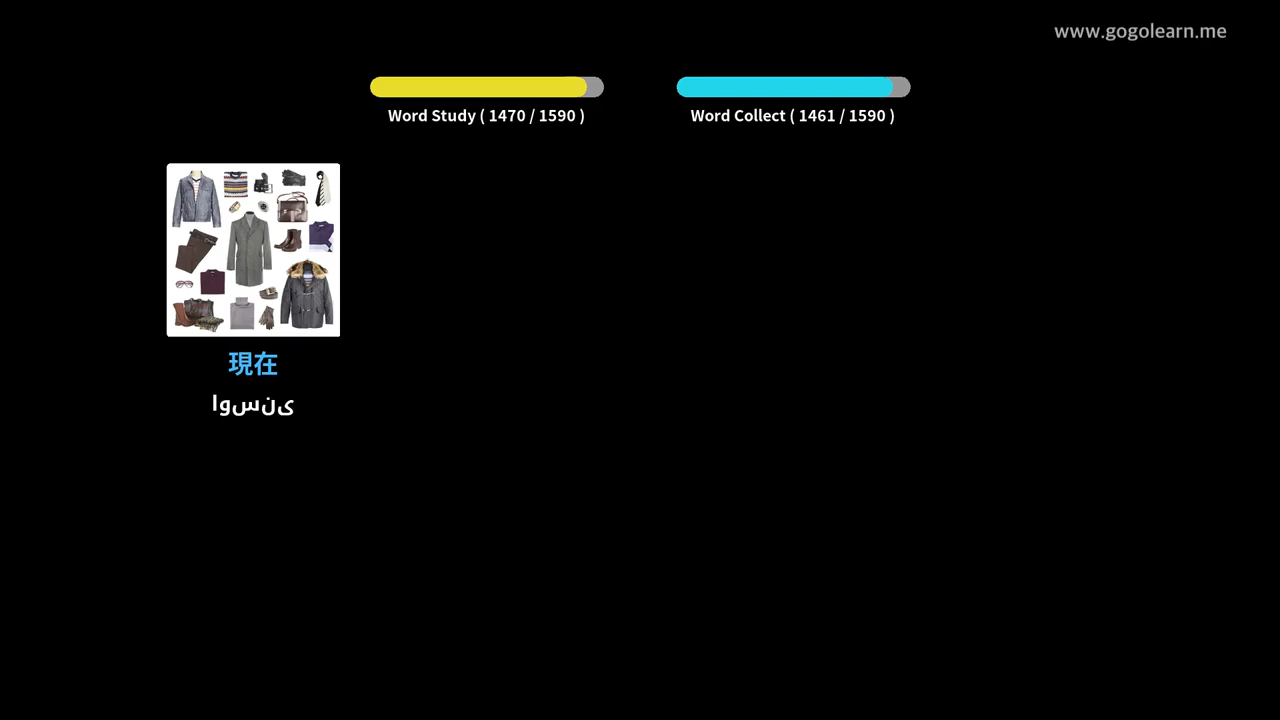 www.gogolearn.me
Word Study ( 1470 / 1590 )
Word Collect ( 1461 / 1590 )
現在
اوسنی